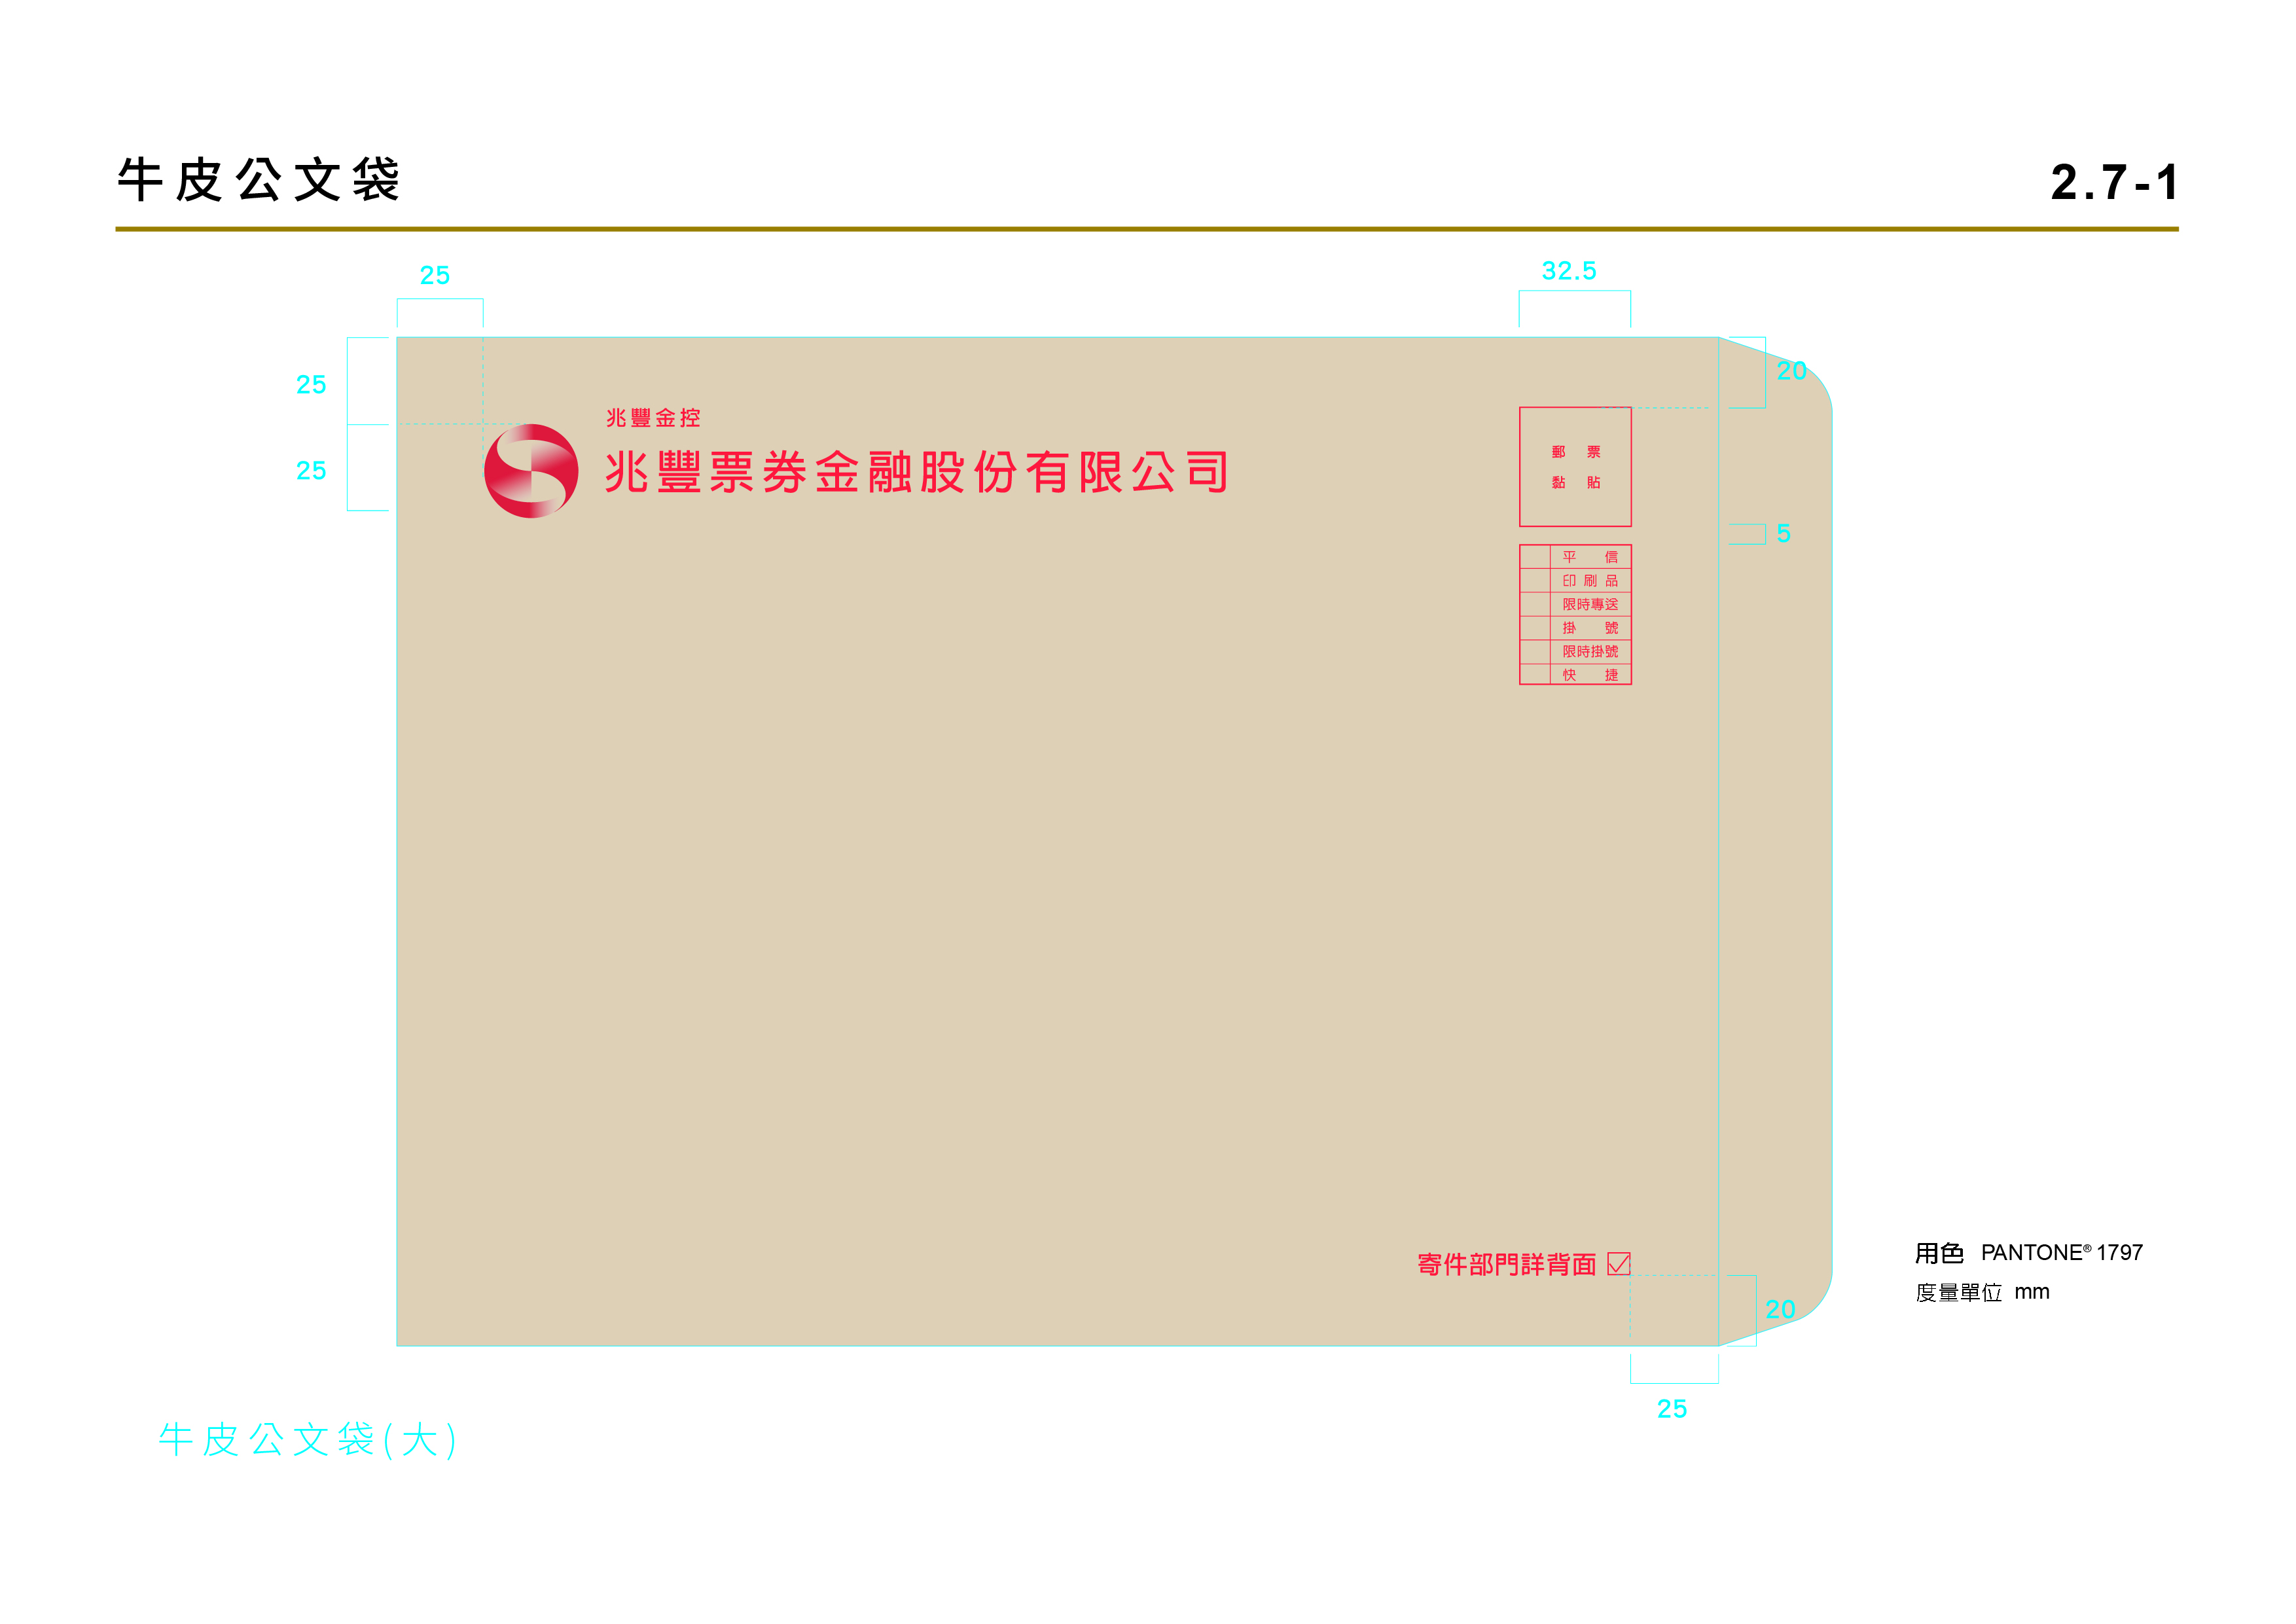 牛皮公文袋
2.7-1
25
32.5
25
25
20
5
兆豐金控
兆豐票券金融股份有限公司
郵 票
黏 貼
平 信
印 刷 品
限時專送
掛 號
限時掛號
快 捷
寄件部門詳背面
20
25
用色 PANTONE® 1797
度量單位 mm
牛皮公文袋(大)